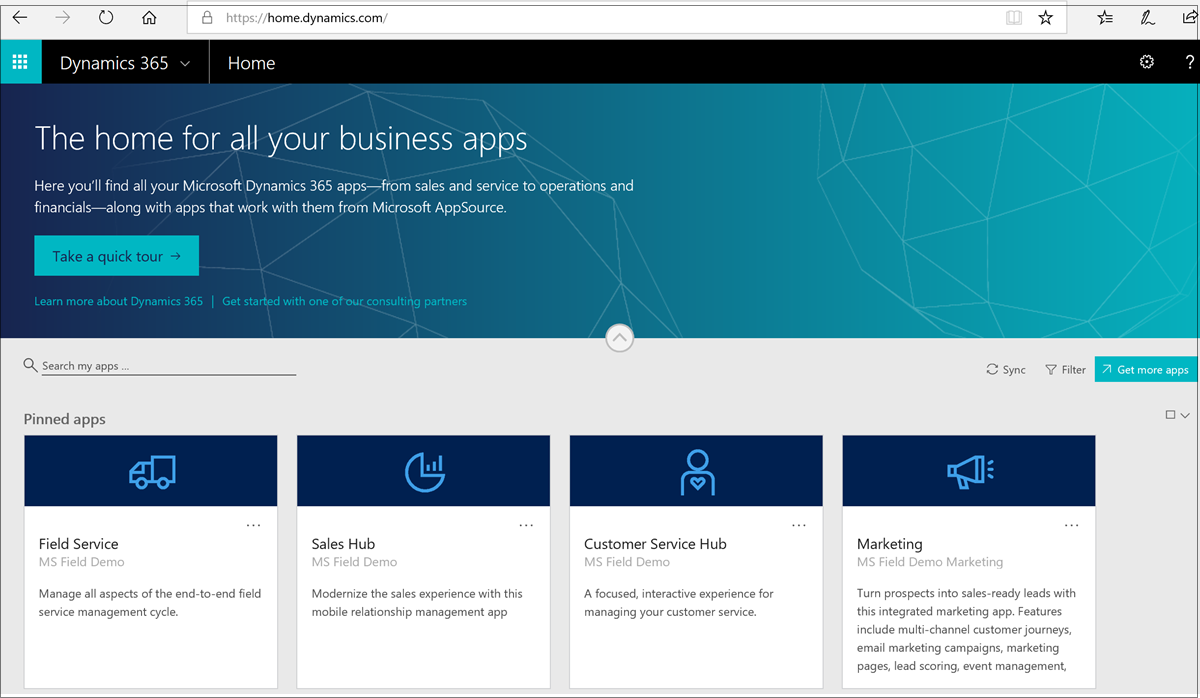 https://home.dynamics.com/
Dynamics 365
Home
?
The home for all your business apps
Here you'll find all your Microsoft Dynamics 365 apps—from sales and service to operations and
financials—along with apps that work with them from Microsoft AppSource.
Take a quick tour →
Learn more about Dynamics 365 | Get started with one of our consulting partners
Search my apps ...
Sync
Filter
Get more apps
Pinned apps
...
Field Service
MS Field Demo
Manage all aspects of the end-to-end field
service management cycle.
...
Sales Hub
MS Field Demo
Modernize the sales experience with this
mobile relationship management app
...
Customer Service Hub
MS Field Demo
A focused, interactive experience for
managing your customer service.
...
Marketing
MS Field Demo Marketing
Turn prospects into sales-ready leads with
this integrated marketing app. Features
include multi-channel customer journeys,
email marketing campaigns, marketing
pages, lead scoring, event management,